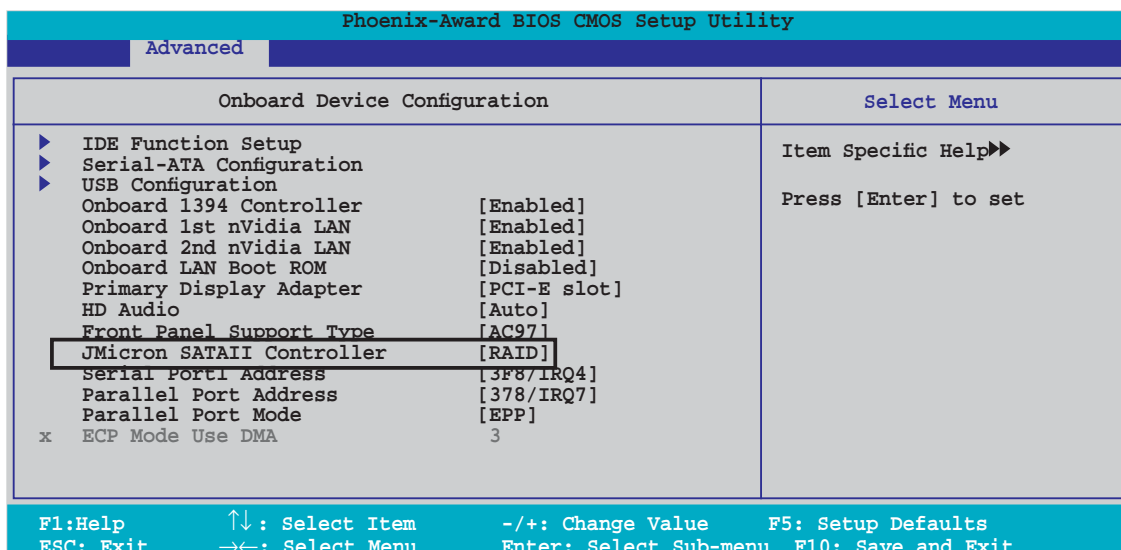 Phoenix-Award BIOS CMOS Setup Utility
Advanced
Onboard Device Configuration
Select Menu
IDE Function Setup
Serial-ATA Configuration
USB Configuration
Onboard 1394 Controller [Enabled]
Onboard 1st nVidia LAN [Enabled]
Onboard 2nd nVidia LAN [Enabled]
Onboard LAN Boot ROM [Disabled]
Primary Display Adapter [PCI-E slot]
HD Audio [Auto]
Front Panel Support Type [AC97]
JMicron SATAII Controller [RAID]
Serial Port1 Address [3F8/IRQ4]
Parallel Port Address [378/IRQ7]
Parallel Port Mode [EPP]
x ECP Mode Use DMA 3
Item Specific Help▶▶
Press [Enter] to set
F1:Help ↑↓: Select Item -/+: Change Value F5: Setup Defaults
ESC: Exit →←: Select Menu Enter: Select Sub-menu F10: Save and Exit